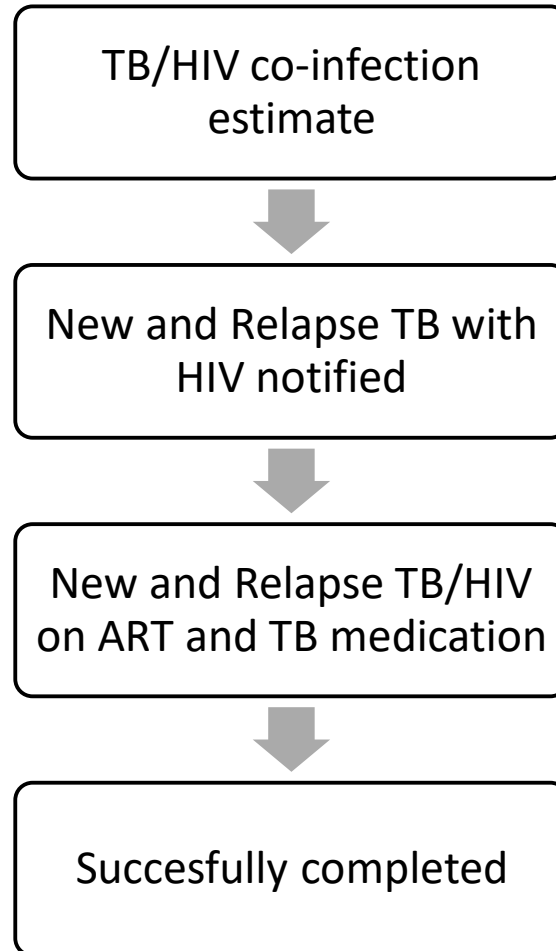 TB/HIV co-infection
estimate
New and Relapse TB with
HIV notified
New and Relapse TB/HIV
on ART and TB medication
Succesfully completed